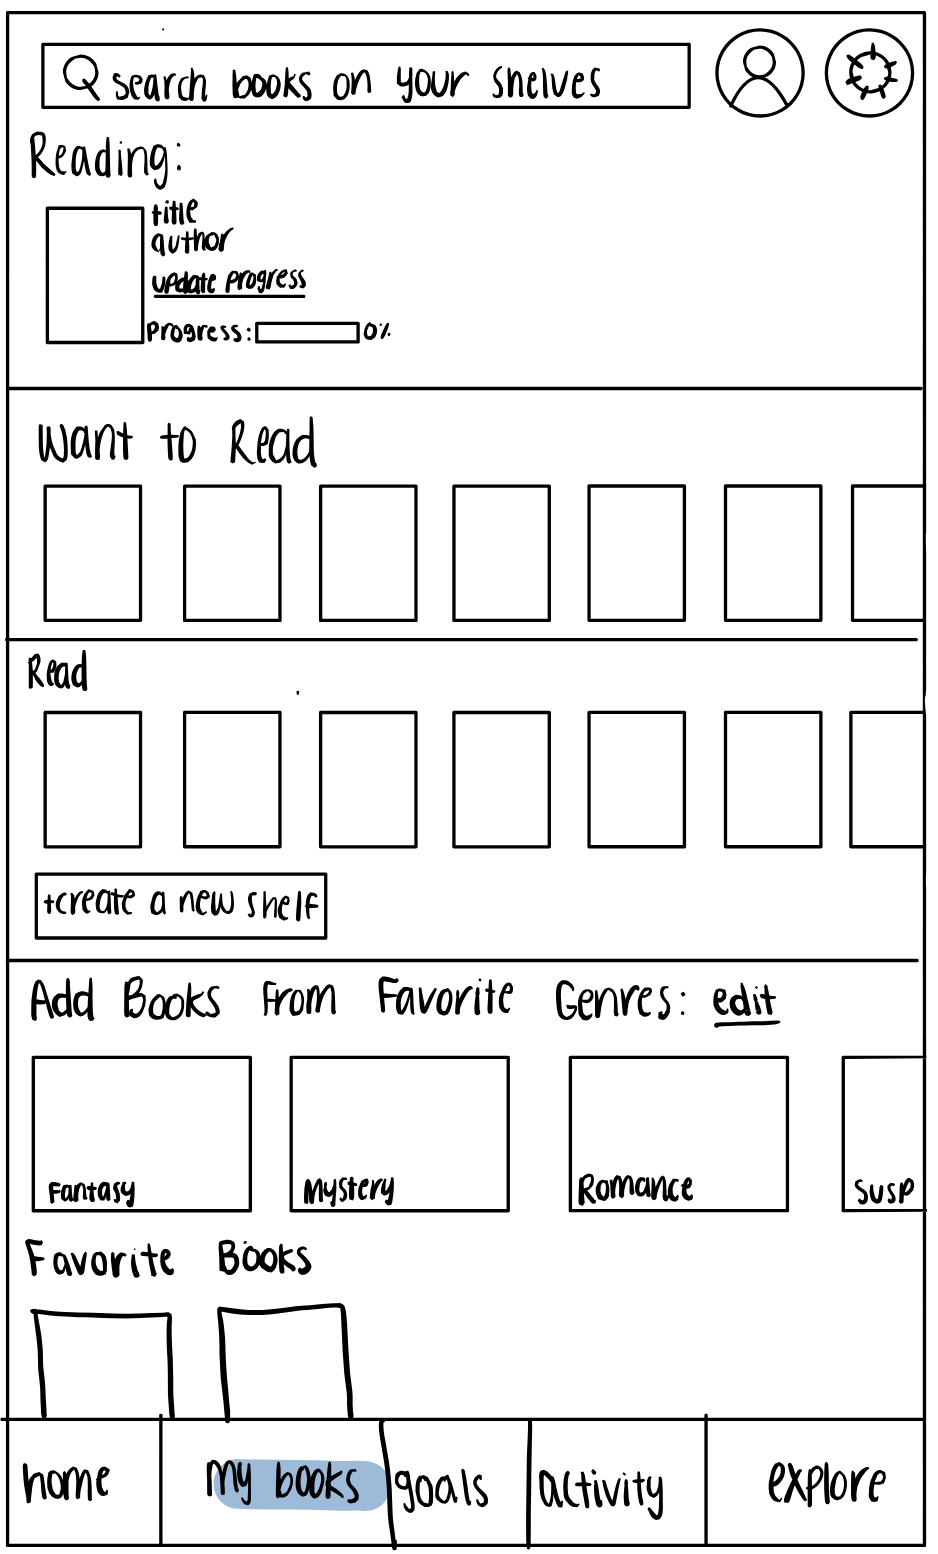 search books on your shelves
Reading:
title
author
update progress
Progress: 0%
Want to Read
Read
+create a new shelf
Add Books From Favorite Genres: edit
Fantasy Mystery Romance Susp
Favorite Books
home my books goals activity explore